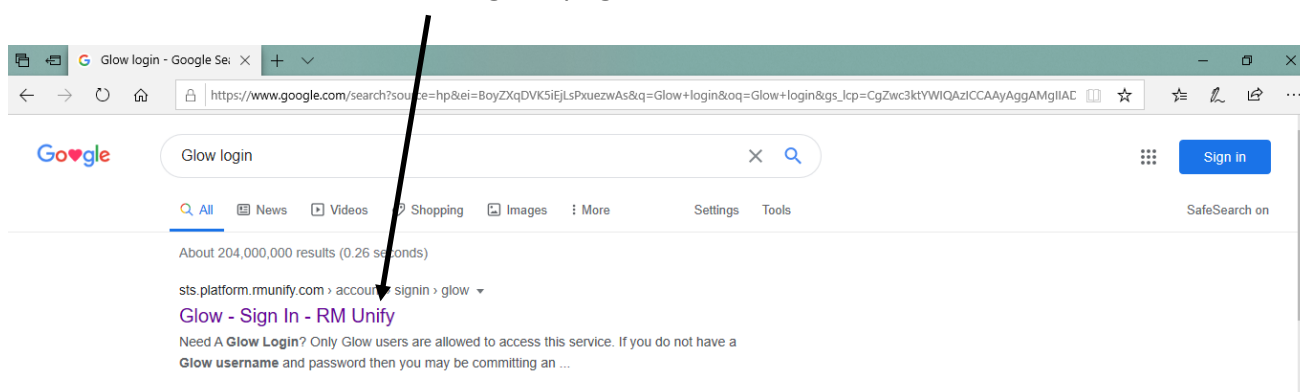 Glow login - Google Sea
https://www.google.com/search?source=hp&ei=BoyZXqDVK5iEjLsPxuezwAs&q=Glow+login&oq=Glow+login&gs_lcp=CgZwc3ktYWIQAzICCAAyAggAMgIIAD
Google
Glow login
Sign in
All News Videos Shopping Images More Settings Tools SafeSearch on
About 204,000,000 results (0.26 seconds)
sts.platform.rmunify.com › account › signin › glow
Glow - Sign In - RM Unify
Need A Glow Login? Only Glow users are allowed to access this service. If you do not have a
Glow username and password then you may be committing an ...